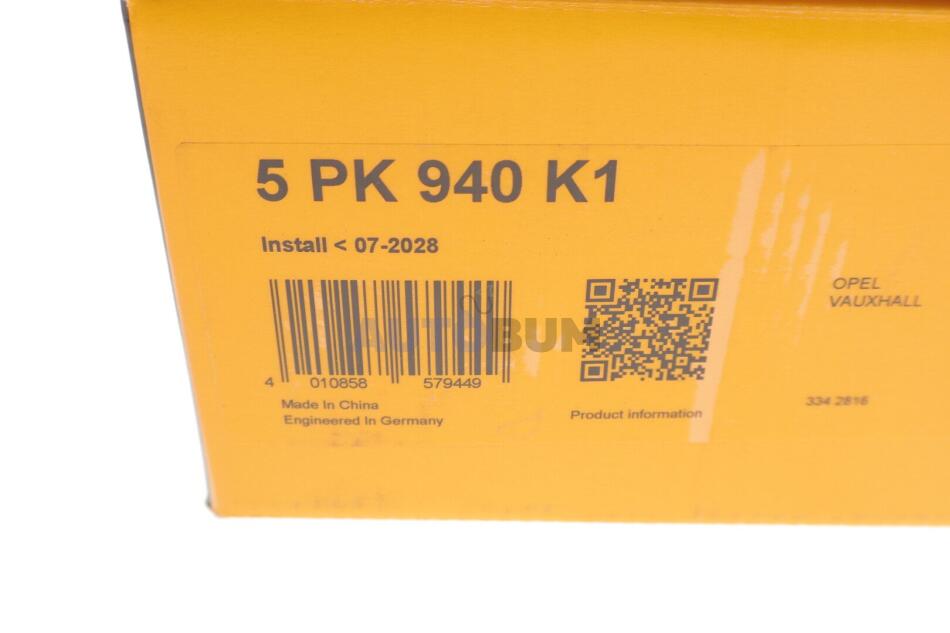 5 PK 940 K1
Install < 07-2028
AUTOBUM
4 010858 579449
Made In China
Engineered In Germany
Product information
OPEL
VAUXHALL
334 2816